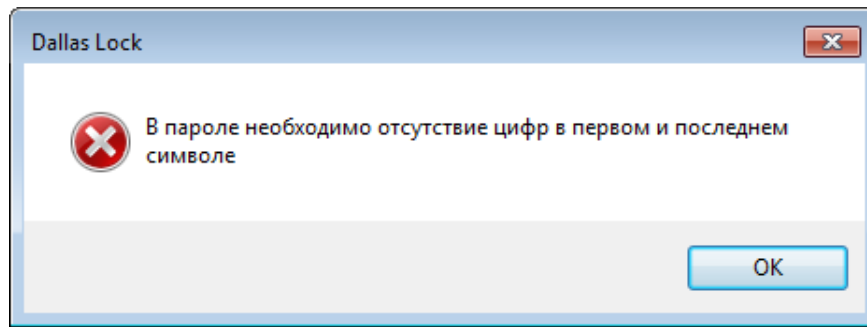 Dallas Lock
В пароле необходимо отсутствие цифр в первом и последнем
символе
OK